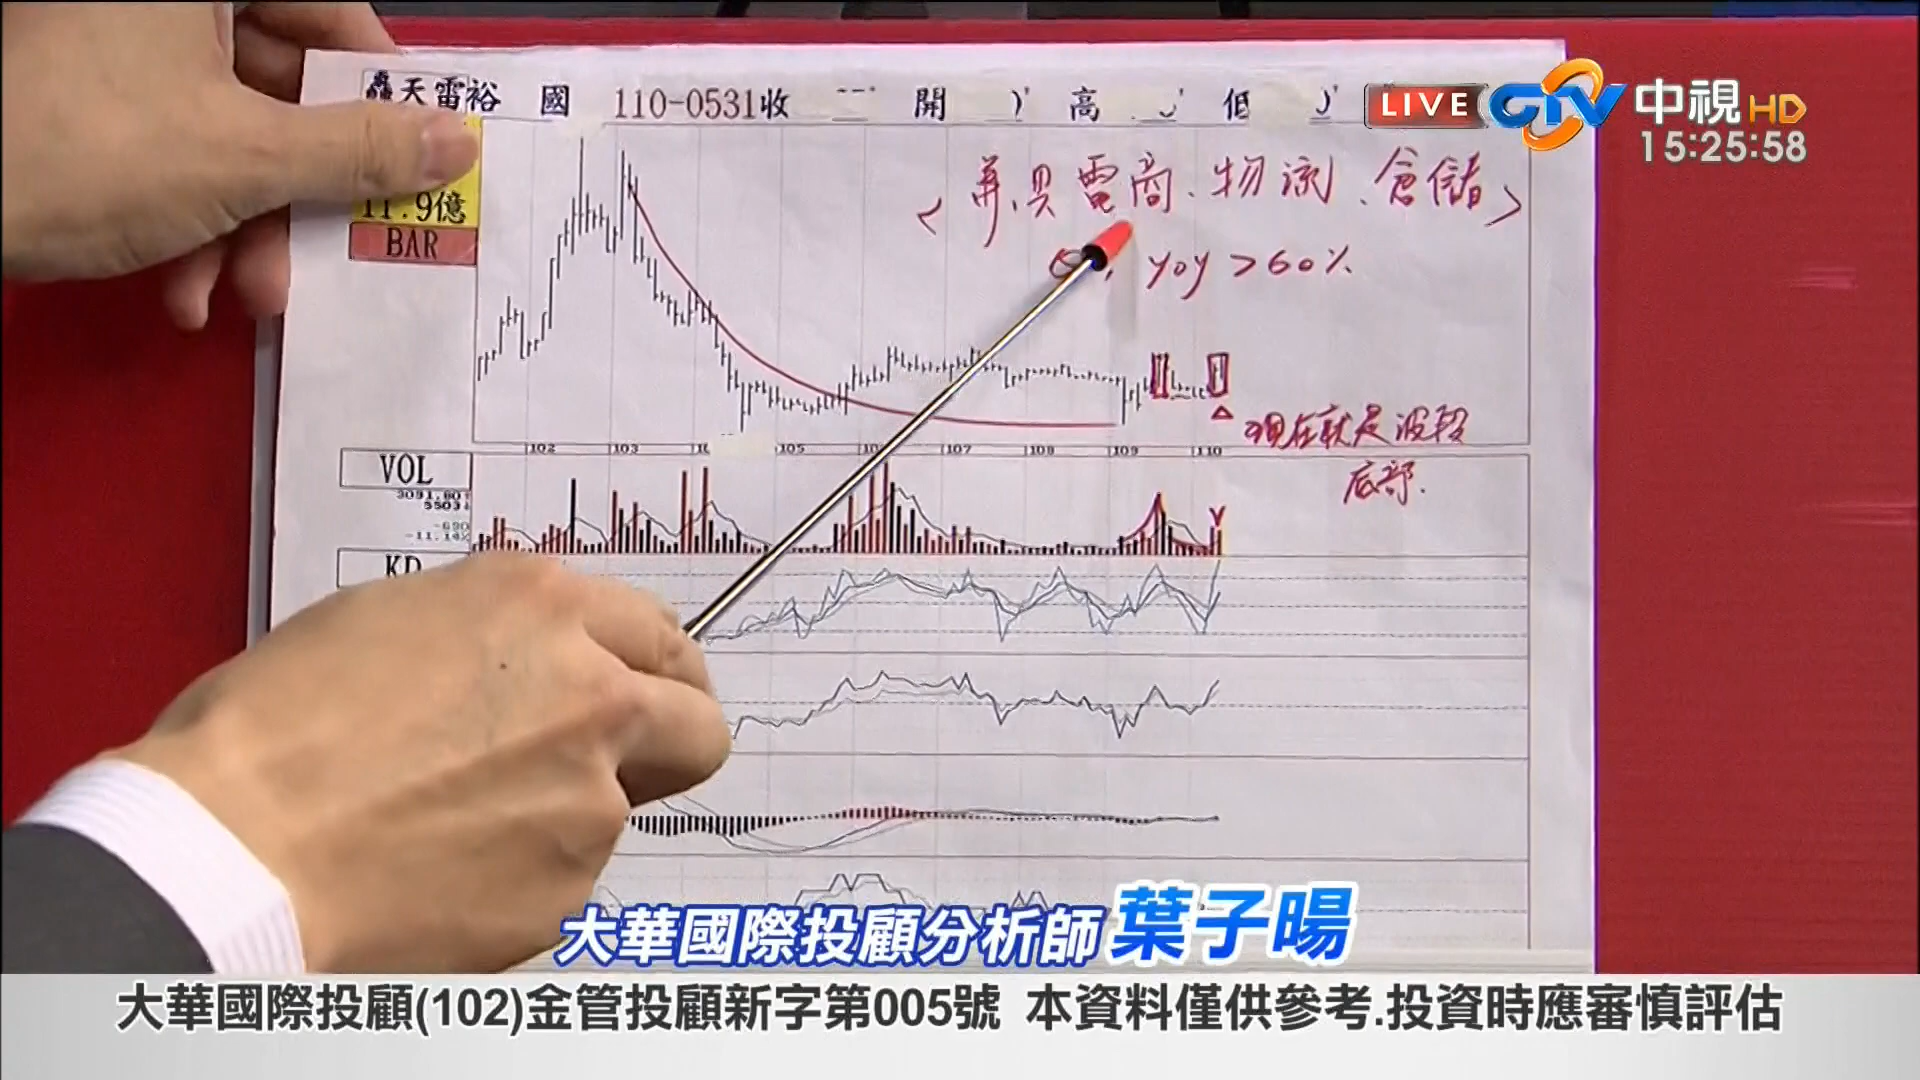 天雷裕 國 110-0531收 開 高 低
LIVE CTV 中視HD
15:25:58
11.9億
BAR
<兼具電商、物流、倉儲>
yoy>60%
現在就是波段
底部.
102 103 105 107 108 109 110
VOL
KD
大華國際投顧分析師 葉子暘
大華國際投顧(102)金管投顧新字第005號 本資料僅供參考.投資時應審慎評估